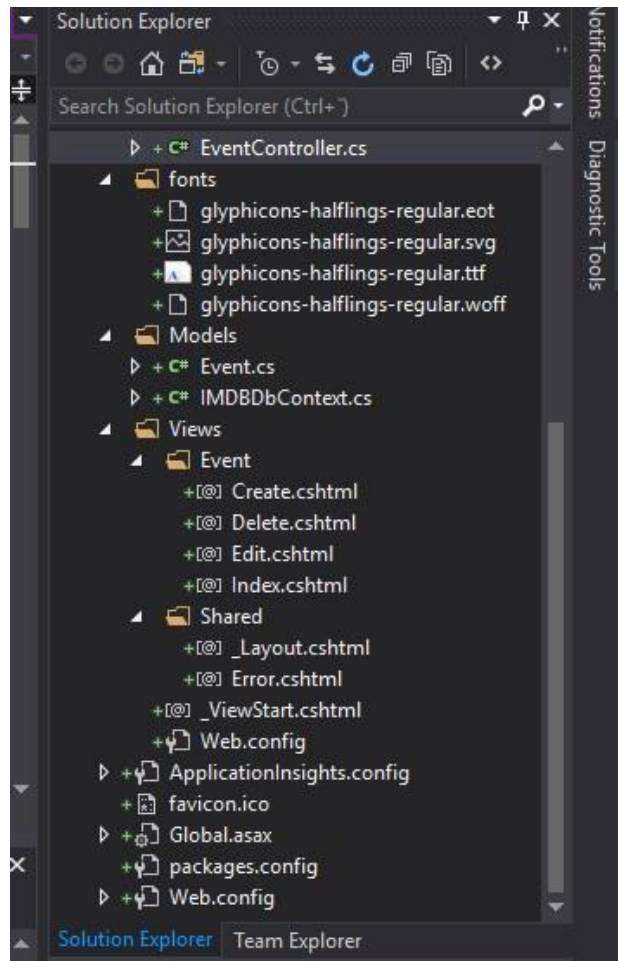 Solution Explorer
Search Solution Explorer (Ctrl+¨)
+ C# EventController.cs
fonts
+ glyphicons-halflings-regular.eot
+ glyphicons-halflings-regular.svg
+ glyphicons-halflings-regular.ttf
+ glyphicons-halflings-regular.woff
Models
+ C# Event.cs
+ C# IMDBDbContext.cs
Views
Event
+[@] Create.cshtml
+[@] Delete.cshtml
+[@] Edit.cshtml
+[@] Index.cshtml
Shared
+[@] _Layout.cshtml
+[@] Error.cshtml
+[@] _ViewStart.cshtml
+ Web.config
+ ApplicationInsights.config
+ favicon.ico
+ Global.asax
+ packages.config
+ Web.config
Solution Explorer Team Explorer
Notifications
Diagnostic Tools